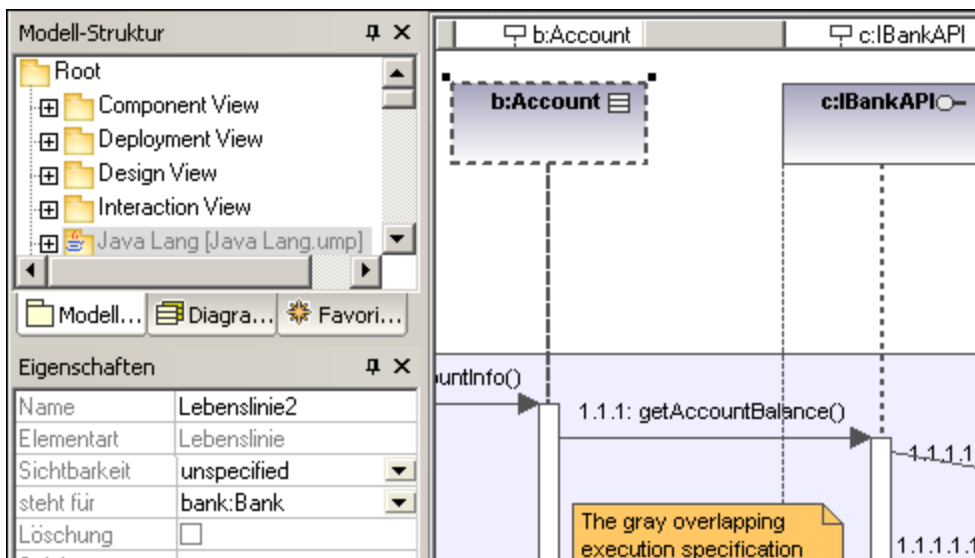 Modell-Struktur
Root
Component View
Deployment View
Design View
Interaction View
Java Lang [Java Lang.ump]
Modell...
Diagra...
Favori...
Eigenschaften
Name
Lebenslinie2
Elementart
Lebenslinie
Sichtbarkeit
unspecified
steht für
bank:Bank
Löschung
b:Account
c:IBankAPI
b:Account
c:IBankAPI
untInfo()
1.1.1: getAccountBalance()
1.1.1.1
The gray overlapping
execution specification
1.1.1.1.1